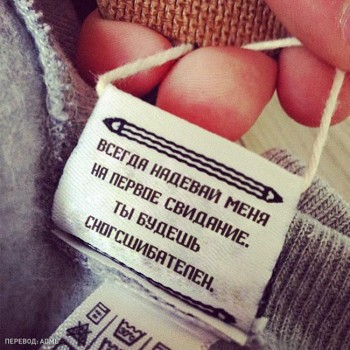 ВСЕГДА НАДЕВАЙ МЕНЯ
НА ПЕРВОЕ СВИДАНИЕ.
ТЫ БУДЕШЬ
СНОГСШИБАТЕЛЕН.
ПЕРЕВОД: ADME